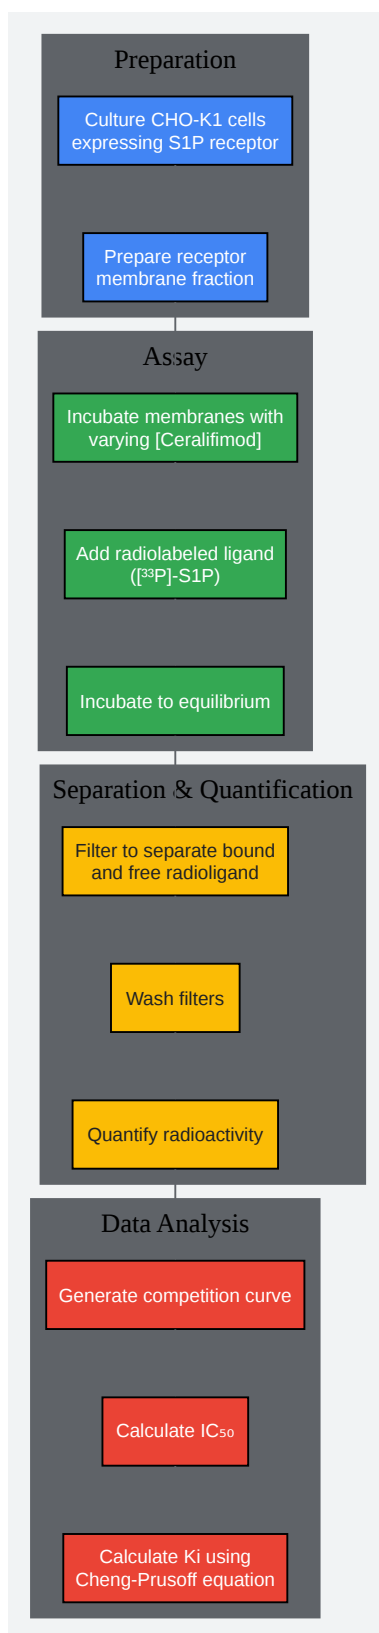 Preparation
Culture CHO-K1 cells
expressing S1P receptor
Prepare receptor
membrane fraction
Assay
Incubate membranes with
varying [Ceralifimod]
Add radiolabeled ligand
([³³P]-S1P)
Incubate to equilibrium
Separation & Quantification
Filter to separate bound
and free radioligand
Wash filters
Quantify radioactivity
Data Analysis
Generate competition curve
Calculate IC₅₀
Calculate Ki using
Cheng-Prusoff equation